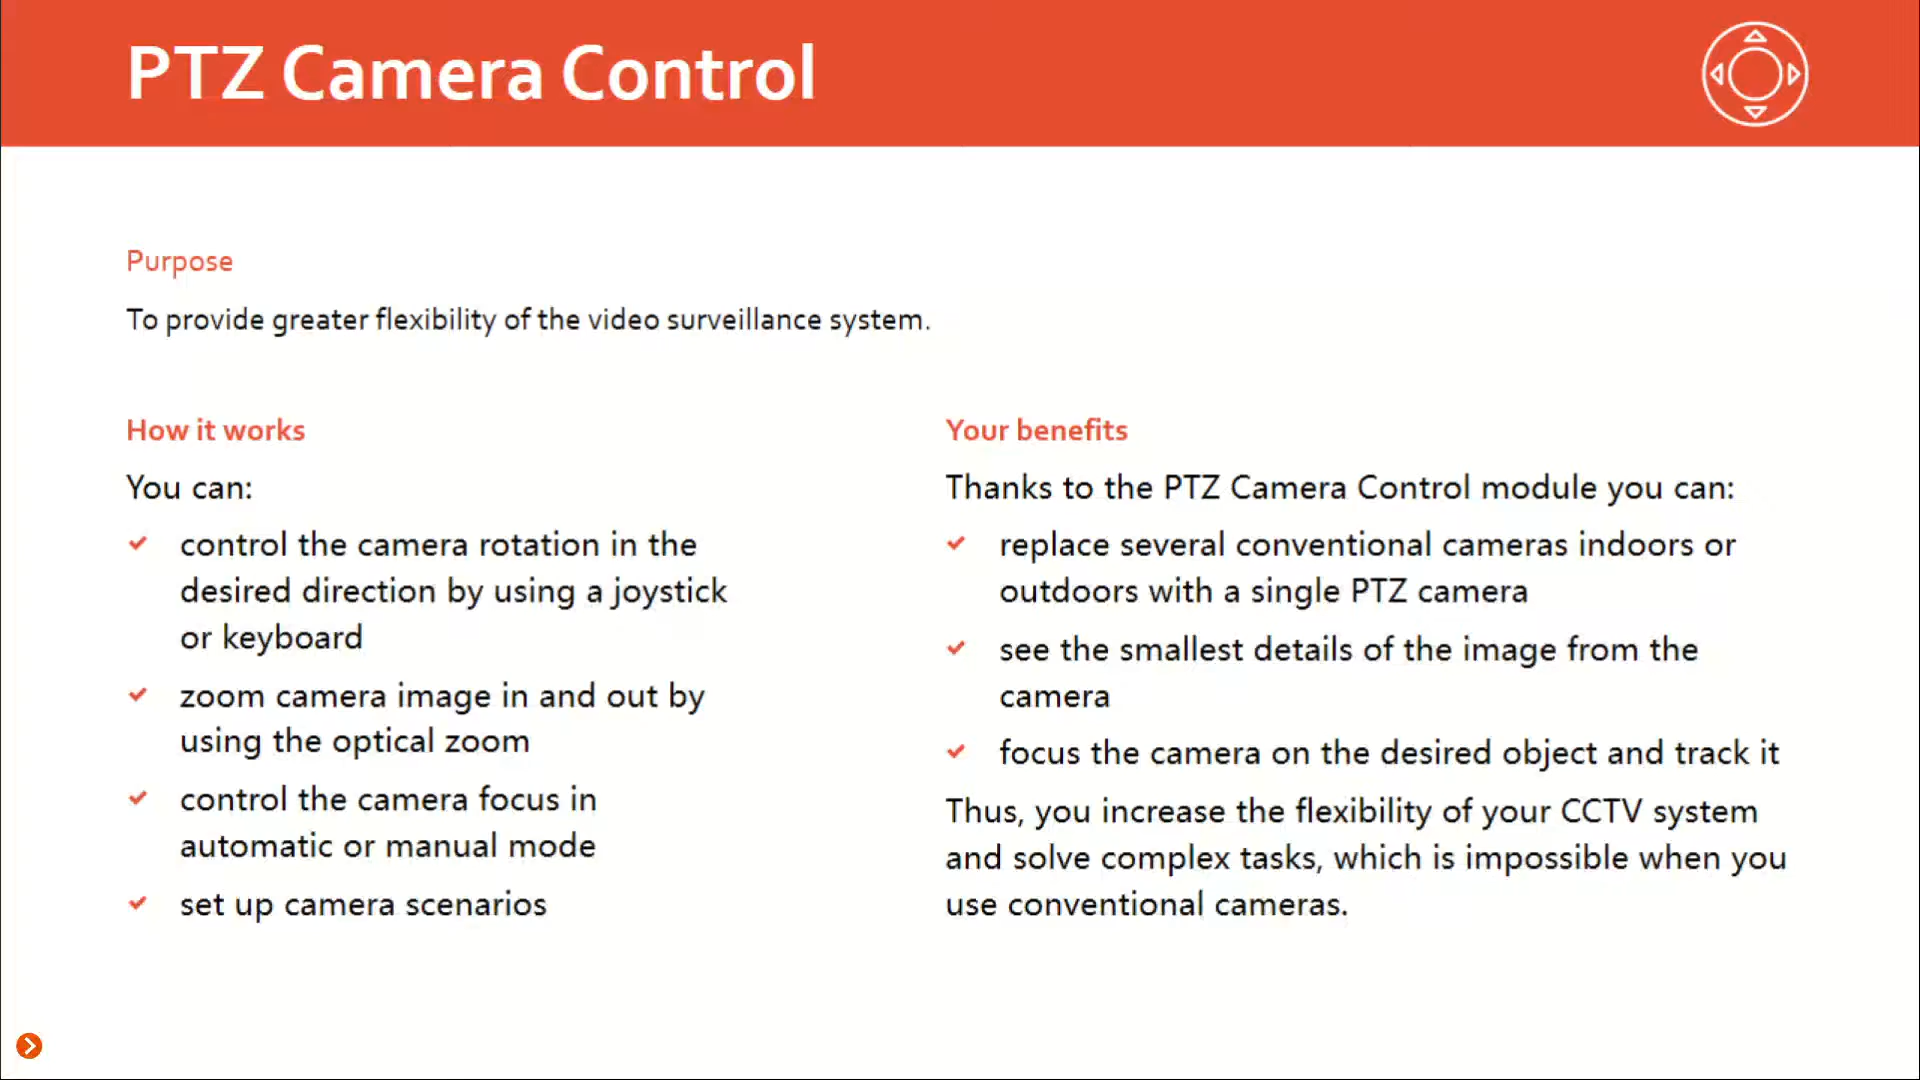 PTZ Camera Control
Purpose
To provide greater flexibility of the video surveillance system.
How it works
You can:
control the camera rotation in the
desired direction by using a joystick
or keyboard
zoom camera image in and out by
using the optical zoom
control the camera focus in
automatic or manual mode
set up camera scenarios
Your benefits
Thanks to the PTZ Camera Control module you can:
replace several conventional cameras indoors or
outdoors with a single PTZ camera
see the smallest details of the image from the
camera
focus the camera on the desired object and track it
Thus, you increase the flexibility of your CCTV system
and solve complex tasks, which is impossible when you
use conventional cameras.